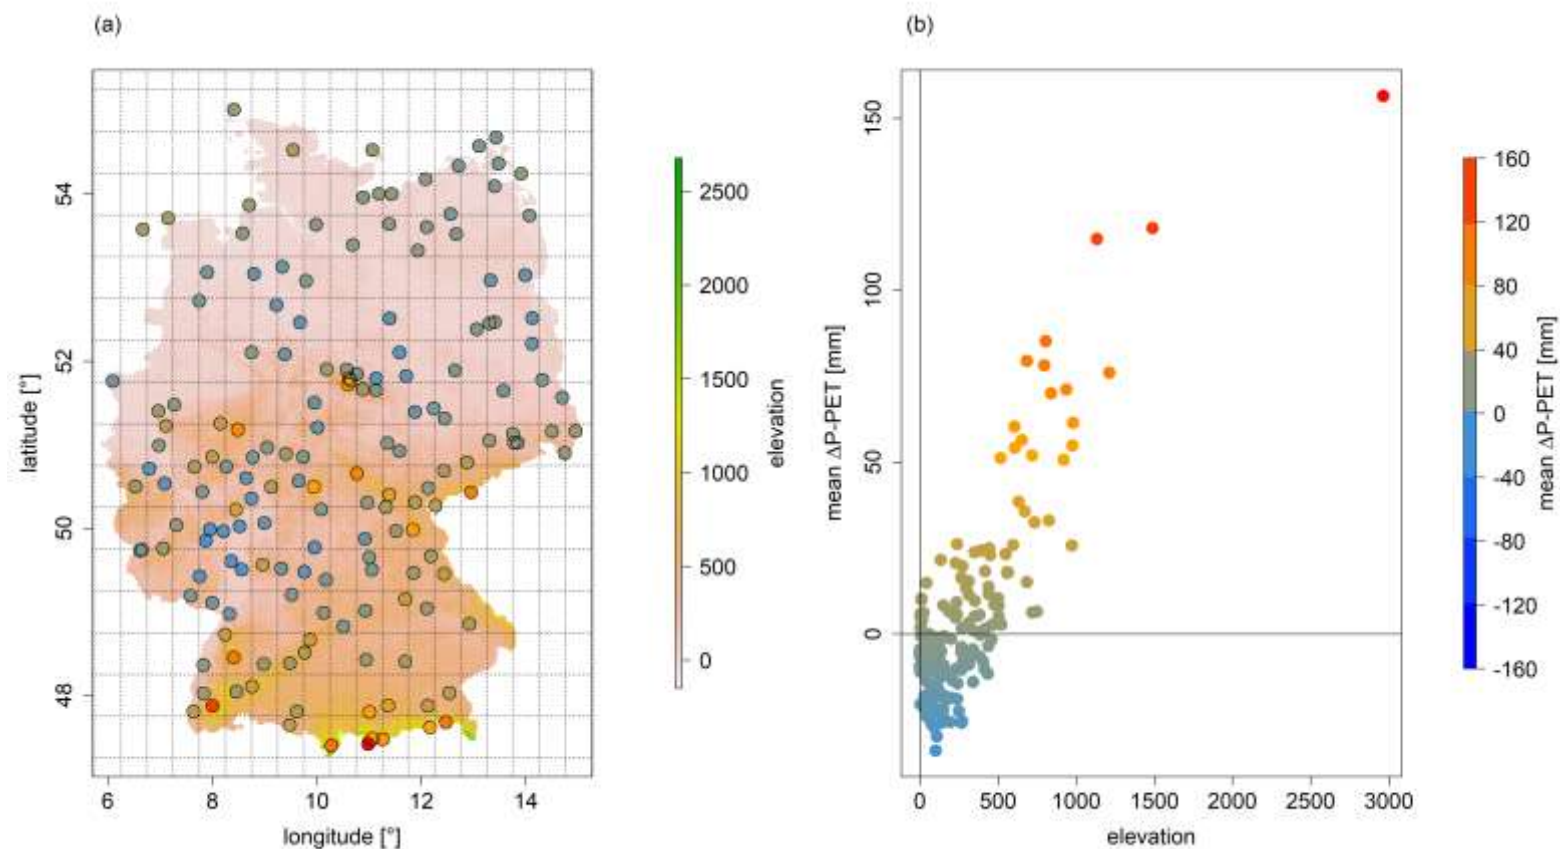 (a)
54
52
50
48
latitude [°]
6 8 10 12 14
longitude [°]
2500
2000
1500
1000
500
0
elevation
(b)
150
100
50
0
mean ΔP-PET [mm]
0 500 1000 1500 2000 2500 3000
elevation
160
120
80
40
0
-40
-80
-120
-160
mean ΔP-PET [mm]